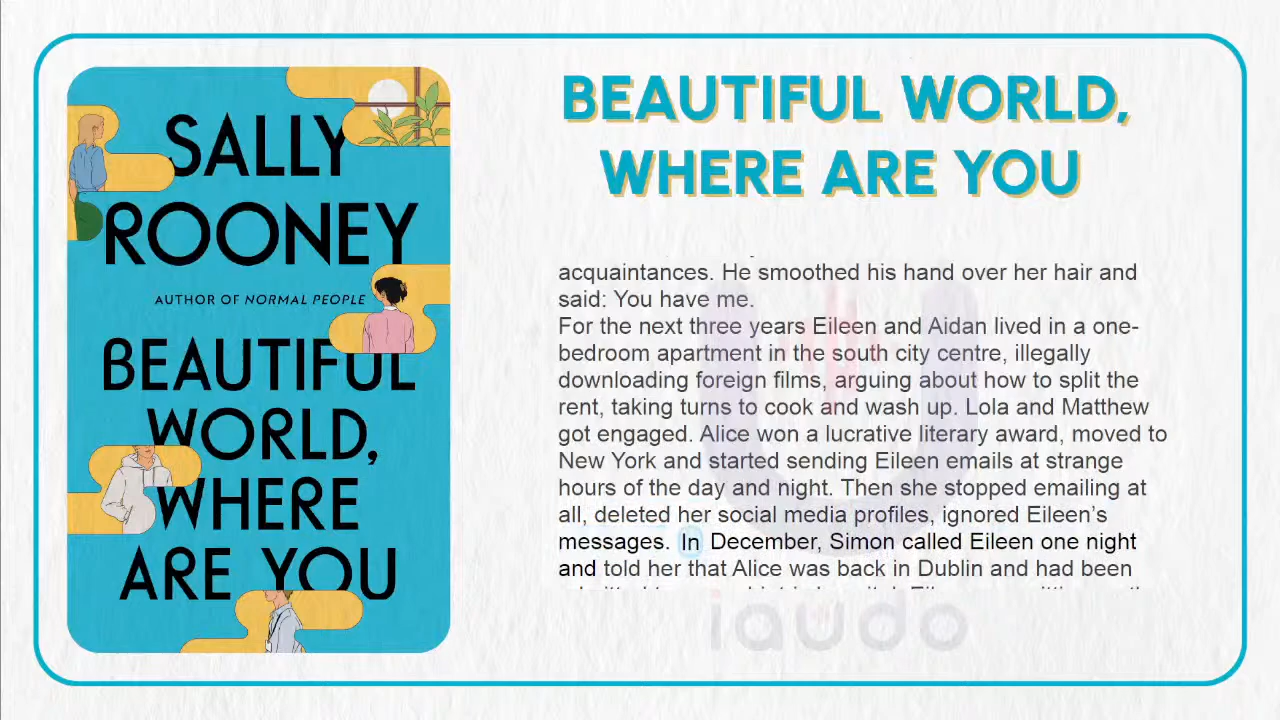 SALLY
ROONEY
AUTHOR OF NORMAL PEOPLE
BEAUTIFUL
WORLD,
WHERE
ARE YOU
BEAUTIFUL WORLD,
WHERE ARE YOU
acquaintances. He smoothed his hand over her hair and
said: You have me.
For the next three years Eileen and Aidan lived in a one-
bedroom apartment in the south city centre, illegally
downloading foreign films, arguing about how to split the
rent, taking turns to cook and wash up. Lola and Matthew
got engaged. Alice won a lucrative literary award, moved to
New York and started sending Eileen emails at strange
hours of the day and night. Then she stopped emailing at
all, deleted her social media profiles, ignored Eileen’s
messages. In December, Simon called Eileen one night
and told her that Alice was back in Dublin and had been
iaudo